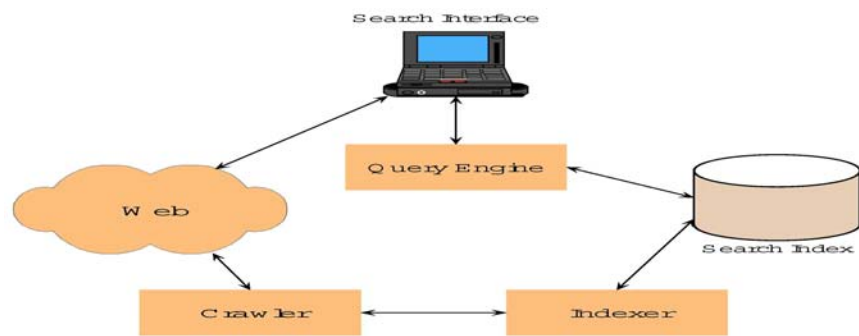 Search Interface
Query Engine
Web
Search Index
Crawler
Indexer